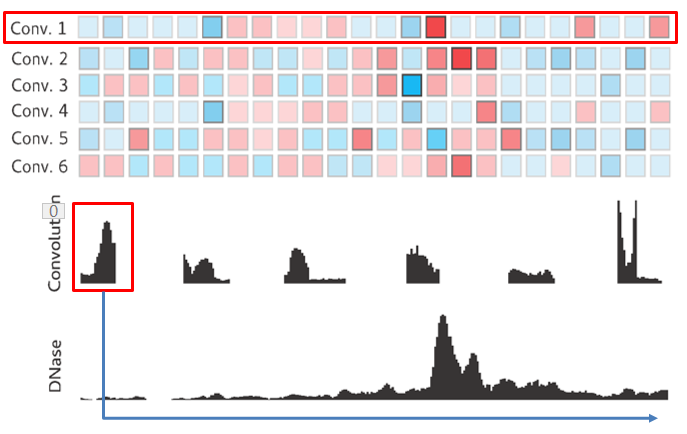 Conv. 1
Conv. 2
Conv. 3
Conv. 4
Conv. 5
Conv. 6
0
Convolution
DNase